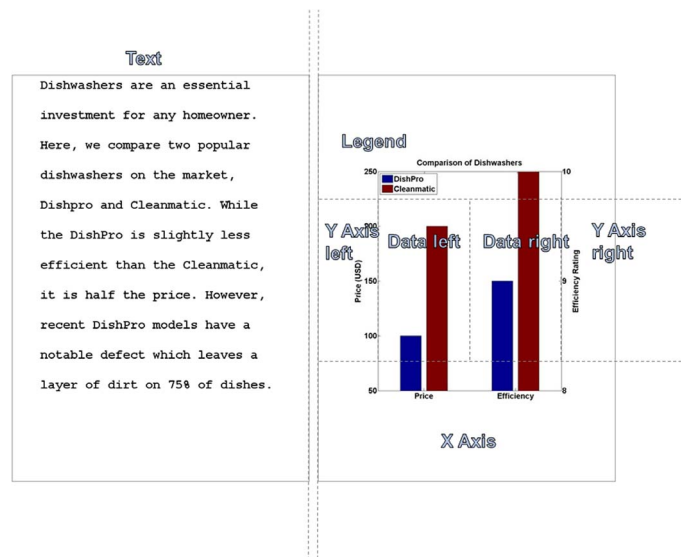 Text
Dishwashers are an essential
investment for any homeowner.
Here, we compare two popular
dishwashers on the market,
Dishpro and Cleanmatic. While
the DishPro is slightly less
efficient than the Cleanmatic,
it is half the price. However,
recent DishPro models have a
notable defect which leaves a
layer of dirt on 75% of dishes.
Legend
Comparison of Dishwashers
DishPro
Cleanmatic
250
200
150
100
50
Price (USD)
Y Axis
left
Data left
Data right
Y Axis
right
10
9
8
Efficiency Rating
Price
Efficiency
X Axis